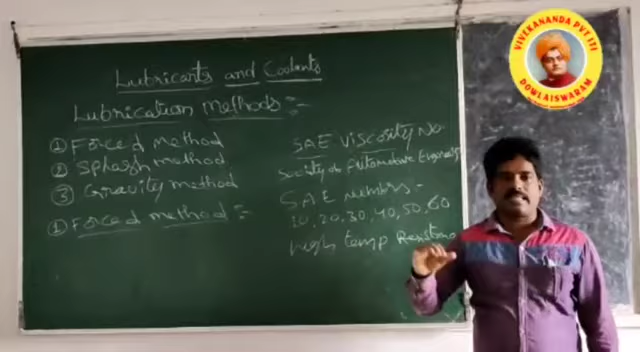 Lubricants and Coolants
Lubrication Methods :-
① Forced method
② Splash method
③ Gravity method
① Forced method :-
SAE Viscosity No
Society of Automotive Engineers
SAE numbers -
10, 20, 30, 40, 50, 60
High temp Resistance
VIVEKANANDA PVT ITI
DOWLAISWARAM